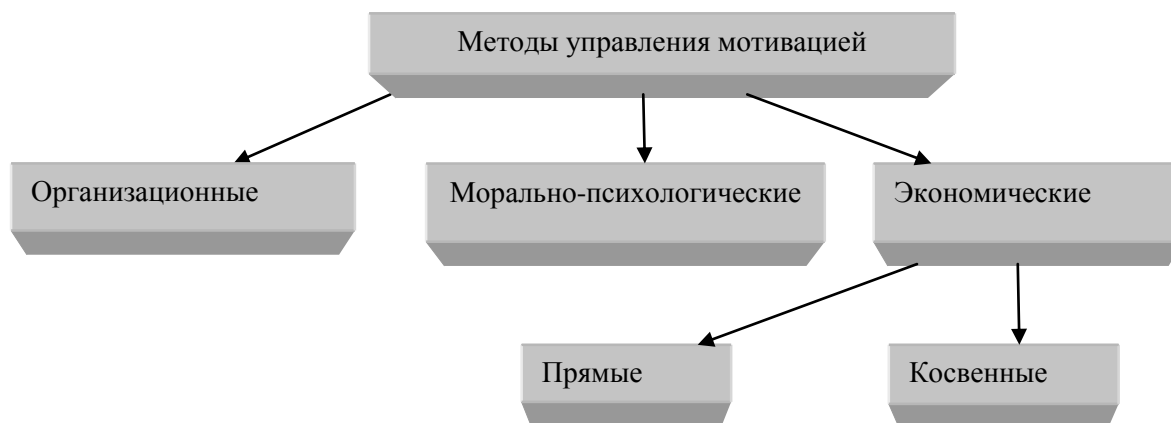 Методы управления мотивацией
Организационные
Морально-психологические
Экономические
Прямые
Косвенные